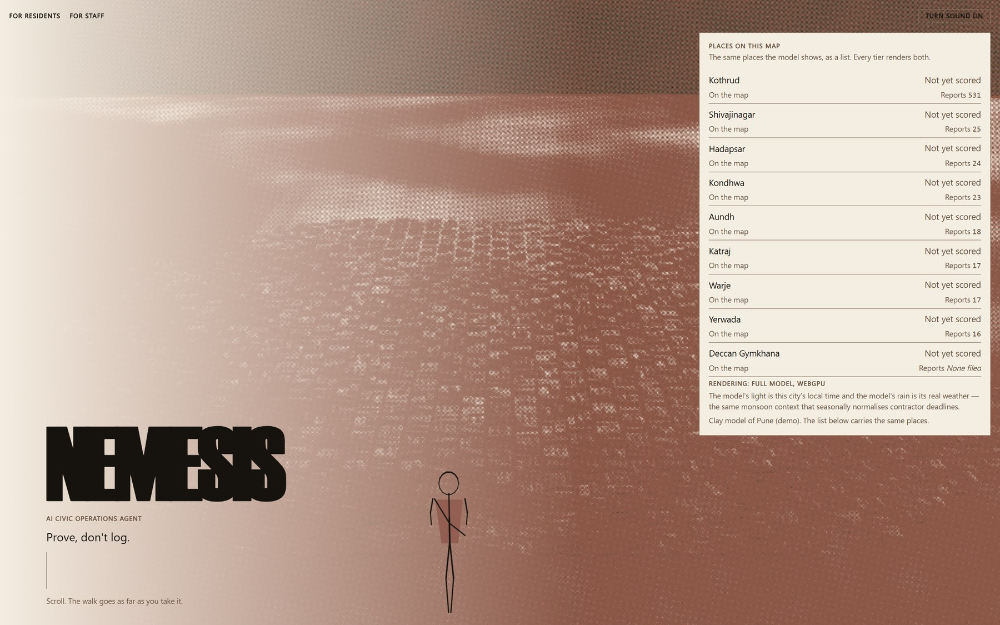 FOR RESIDENTS FOR STAFF
TURN SOUND ON
PLACES ON THIS MAP
The same places the model shows, as a list. Every tier renders both.
Kothrud Not yet scored
On the map Reports 531
Shivajinagar Not yet scored
On the map Reports 25
Hadapsar Not yet scored
On the map Reports 24
Kondhwa Not yet scored
On the map Reports 23
Aundh Not yet scored
On the map Reports 18
Katraj Not yet scored
On the map Reports 17
Warje Not yet scored
On the map Reports 17
Yerwada Not yet scored
On the map Reports 16
Deccan Gymkhana Not yet scored
On the map Reports None filed
RENDERING: FULL MODEL, WEBGPU
The model's light is this city's local time and the model's rain is its real weather —
the same monsoon context that seasonally normalises contractor deadlines.
Clay model of Pune (demo). The list below carries the same places.
NEMESIS
AI CIVIC OPERATIONS AGENT
Prove, don't log.
Scroll. The walk goes as far as you take it.